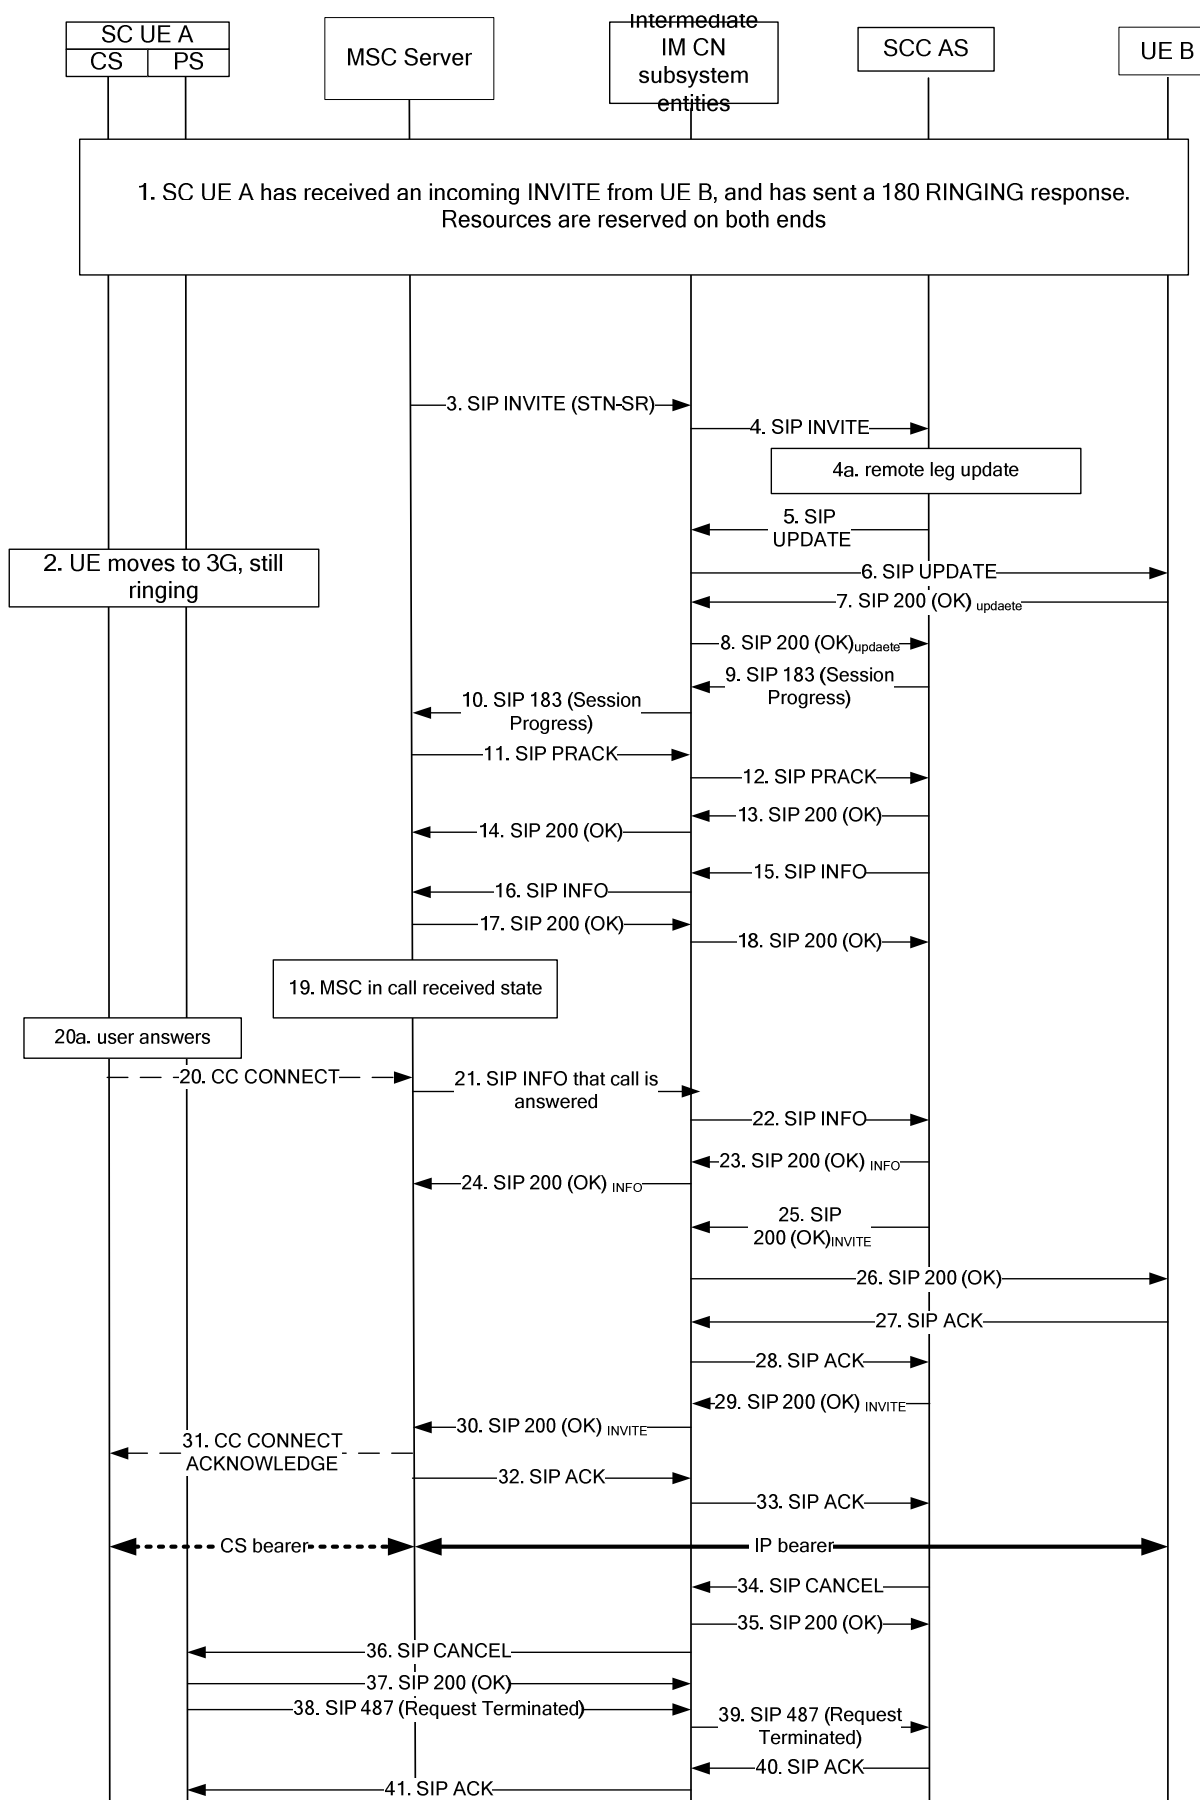 SC UE A
CS PS
MSC Server
Intermediate
IM CN
subsystem
entities
SCC AS
UE B
1. SC UE A has received an incoming INVITE from UE B, and has sent a 180 RINGING response.
Resources are reserved on both ends
3. SIP INVITE (STN-SR)
4. SIP INVITE
4a. remote leg update
5. SIP
UPDATE
2. UE moves to 3G, still
ringing
6. SIP UPDATE
7. SIP 200 (OK) updaete
8. SIP 200 (OK)updaete
9. SIP 183 (Session
Progress)
10. SIP 183 (Session
Progress)
11. SIP PRACK
12. SIP PRACK
13. SIP 200 (OK)
14. SIP 200 (OK)
15. SIP INFO
16. SIP INFO
17. SIP 200 (OK)
18. SIP 200 (OK)
19. MSC in call received state
20a. user answers
20. CC CONNECT
21. SIP INFO that call is
answered
22. SIP INFO
23. SIP 200 (OK) INFO
24. SIP 200 (OK) INFO
25. SIP
200 (OK)INVITE
26. SIP 200 (OK)
27. SIP ACK
28. SIP ACK
29. SIP 200 (OK) INVITE
30. SIP 200 (OK) INVITE
31. CC CONNECT
ACKNOWLEDGE
32. SIP ACK
33. SIP ACK
CS bearer
IP bearer
34. SIP CANCEL
35. SIP 200 (OK)
36. SIP CANCEL
37. SIP 200 (OK)
38. SIP 487 (Request Terminated)
39. SIP 487 (Request
Terminated)
40. SIP ACK
41. SIP ACK